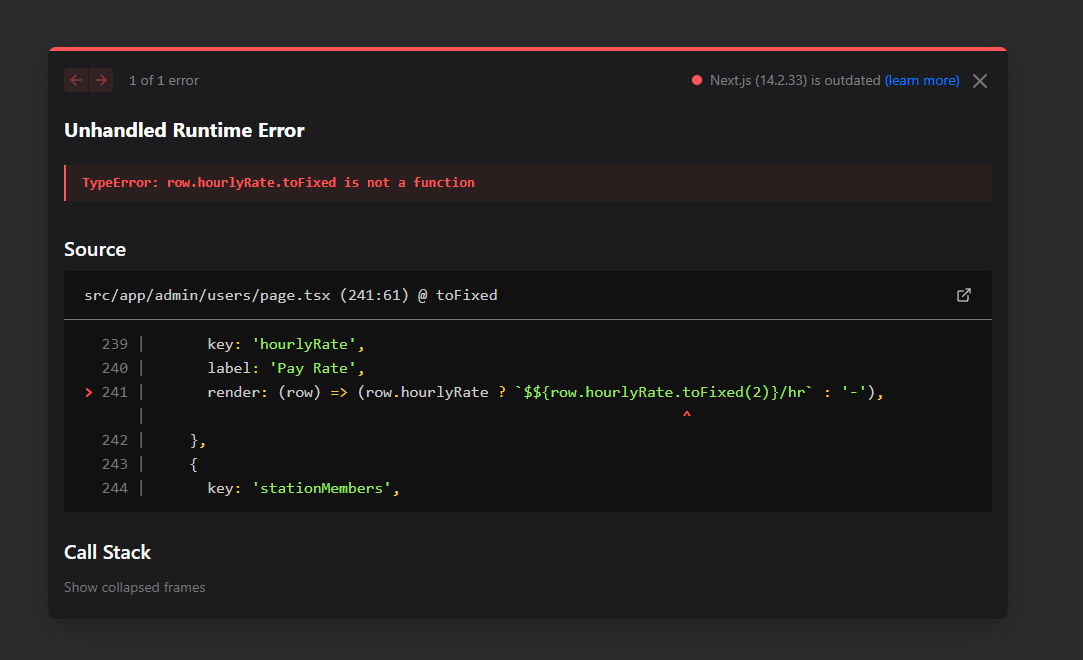 1 of 1 error
Next.js (14.2.33) is outdated (learn more)
Unhandled Runtime Error
TypeError: row.hourlyRate.toFixed is not a function
Source
src/app/admin/users/page.tsx (241:61) @ toFixed
239 |       key: 'hourlyRate',
240 |       label: 'Pay Rate',
> 241 |       render: (row) => (row.hourlyRate ? `$${row.hourlyRate.toFixed(2)}/hr` : '-'),
|                                                             ^
242 |     },
243 |     {
244 |       key: 'stationMembers',
Call Stack
Show collapsed frames